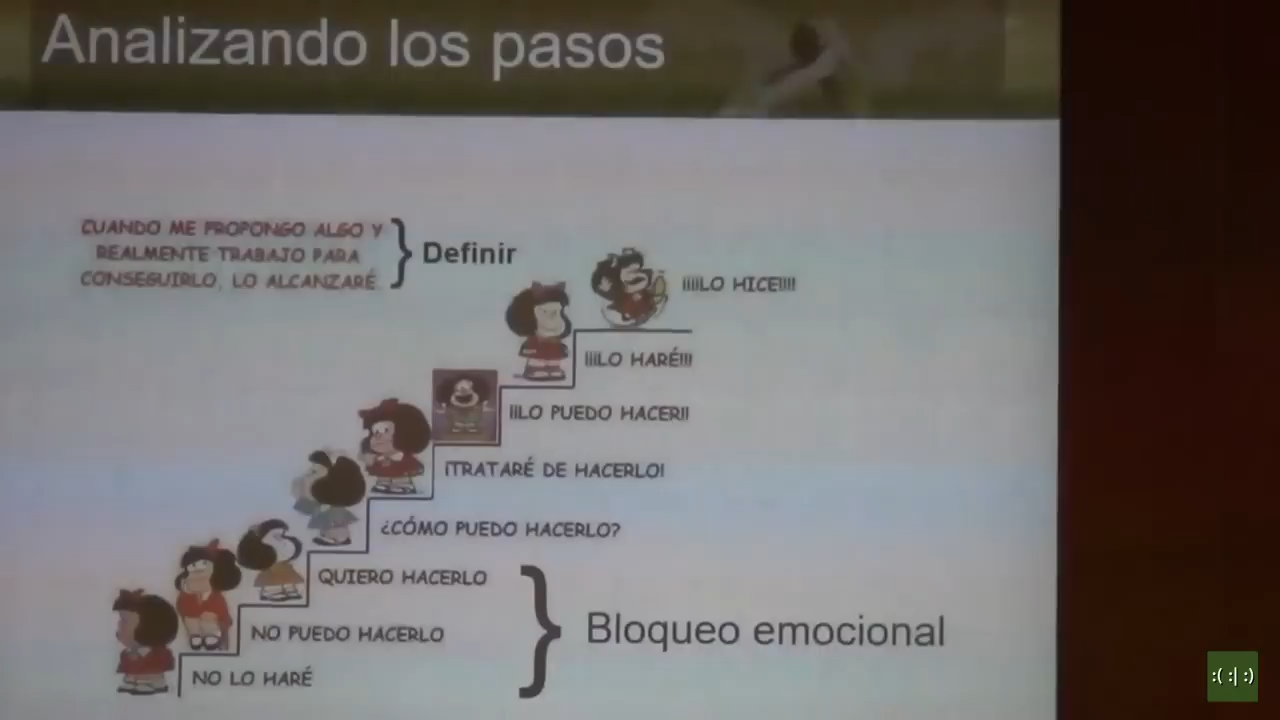 Analizando los pasos
CUANDO ME PROPONGO ALGO Y
REALMENTE TRABAJO PARA
CONSEGUIRLO, LO ALCANZARÉ
Definir
¡¡¡¡LO HICE!!!!
¡¡¡LO HARÉ!!!
¡¡LO PUEDO HACER!!
¡TRATARÉ DE HACERLO!
¿CÓMO PUEDO HACERLO?
QUIERO HACERLO
NO PUEDO HACERLO
NO LO HARÉ
Bloqueo emocional
:( :| :)